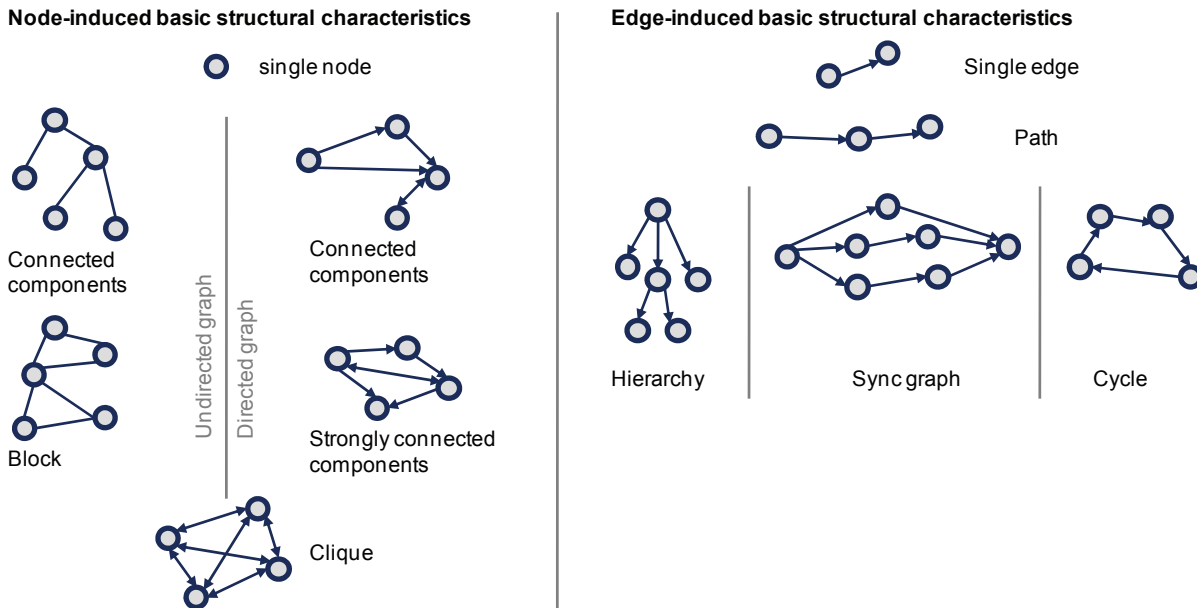 Node-induced basic structural characteristics
single node
Connected
components
Connected
components
Undirected graph
Directed graph
Block
Strongly connected
components
Clique
Edge-induced basic structural characteristics
Single edge
Path
Hierarchy
Sync graph
Cycle